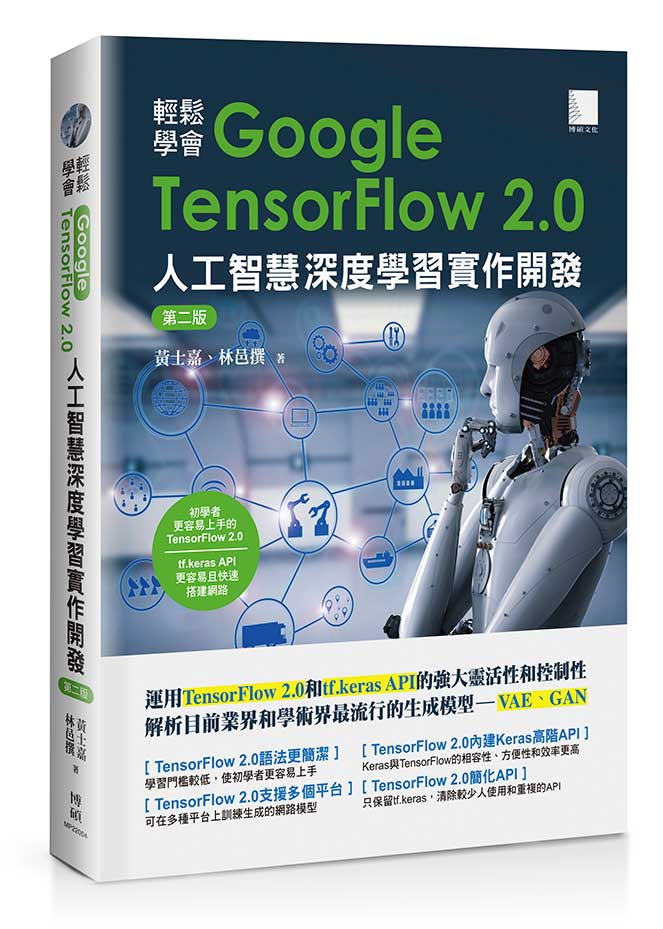 輕鬆
學會
Google
TensorFlow 2.0
人工智慧深度學習實作開發
第二版
黃士嘉、林邑撰 著
博碩文化
初學者
更容易上手的
TensorFlow 2.0
tf.keras API
更容易且快速
搭建網路
運用TensorFlow 2.0和tf.keras API的強大靈活性和控制性
解析目前業界和學術界最流行的生成模型—VAE、GAN
[ TensorFlow 2.0語法更簡潔 ]
學習門檻較低，使初學者更容易上手
[ TensorFlow 2.0支援多個平台 ]
可在多種平台上訓練生成的網路模型
[ TensorFlow 2.0內建Keras高階API ]
Keras與TensorFlow的相容性、方便性和效率更高
[ TensorFlow 2.0簡化API ]
只保留tf.keras，清除較少人使用和重複的API
輕鬆
學會
Google
TensorFlow 2.0
人工智慧深度學習實作開發
第二版
黃士嘉
林邑撰
著
博碩
MP22004